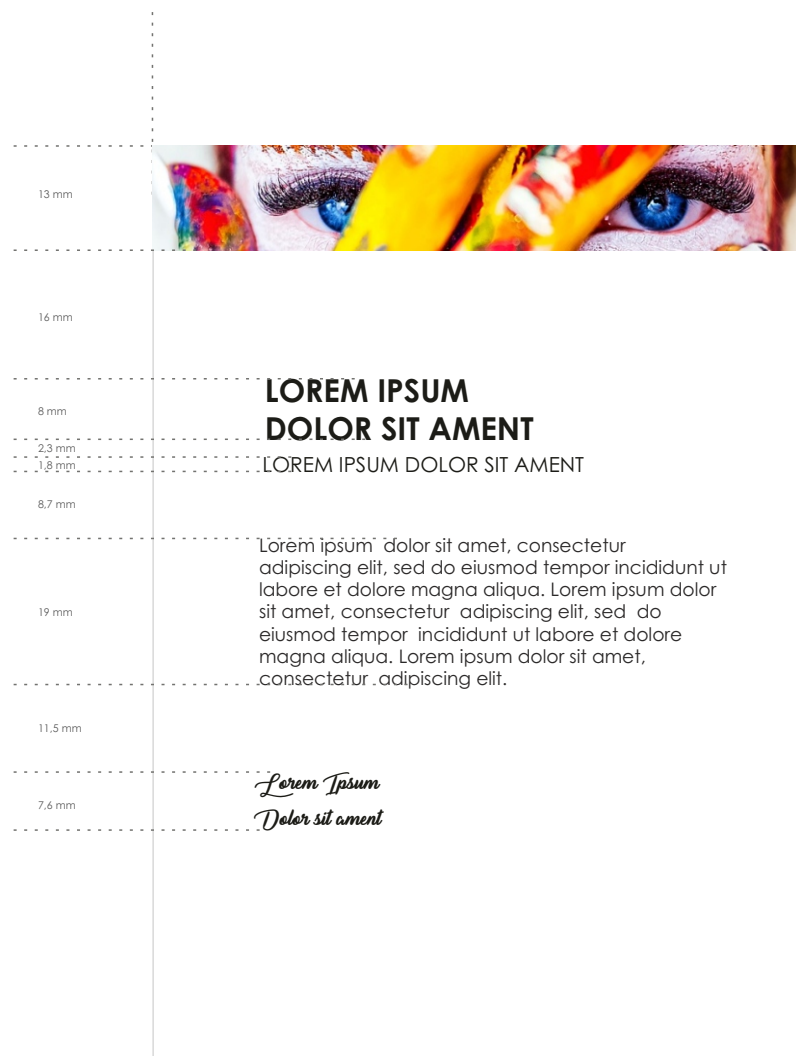 13 mm
16 mm
LOREM IPSUM
8 mm
DOLOR SIT AMENT
2,3 mm
1,8 mm
LOREM IPSUM DOLOR SIT AMENT
8,7 mm
Lorem ipsum dolor sit amet, consectetur
adipiscing elit, sed do eiusmod tempor incididunt ut
labore et dolore magna aliqua. Lorem ipsum dolor
sit amet, consectetur adipiscing elit, sed do
19 mm
eiusmod tempor incididunt ut labore et dolore
magna aliqua. Lorem ipsum dolor sit amet,
consectetur adipiscing elit.
11,5 mm
Lorem Ipsum
7,6 mm
Dolor sit ament